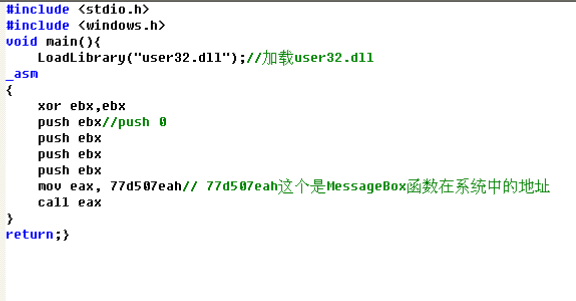 #include <stdio.h>
#include <windows.h>
void main(){
    LoadLibrary("user32.dll");//加载user32.dll
_asm
{
    xor ebx,ebx
    push ebx//push 0
    push ebx
    push ebx
    push ebx
    mov eax, 77d507eah// 77d507eah这个是MessageBox函数在系统中的地址
    call eax
}
return;}